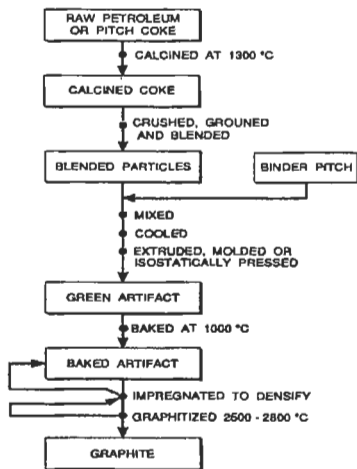 RAW PETROLEUM
OR PITCH COKE
CALCINED AT 1300 °C
CALCINED COKE
CRUSHED, GROUNED
AND BLENDED
BLENDED PARTICLES
BINDER PITCH
MIXED
COOLED
EXTRUDED, MOLDED OR
ISOSTATICALLY PRESSED
GREEN ARTIFACT
BAKED AT 1000 °C
BAKED ARTIFACT
IMPREGNATED TO DENSIFY
GRAPHITIZED 2500 - 2800 °C
GRAPHITE